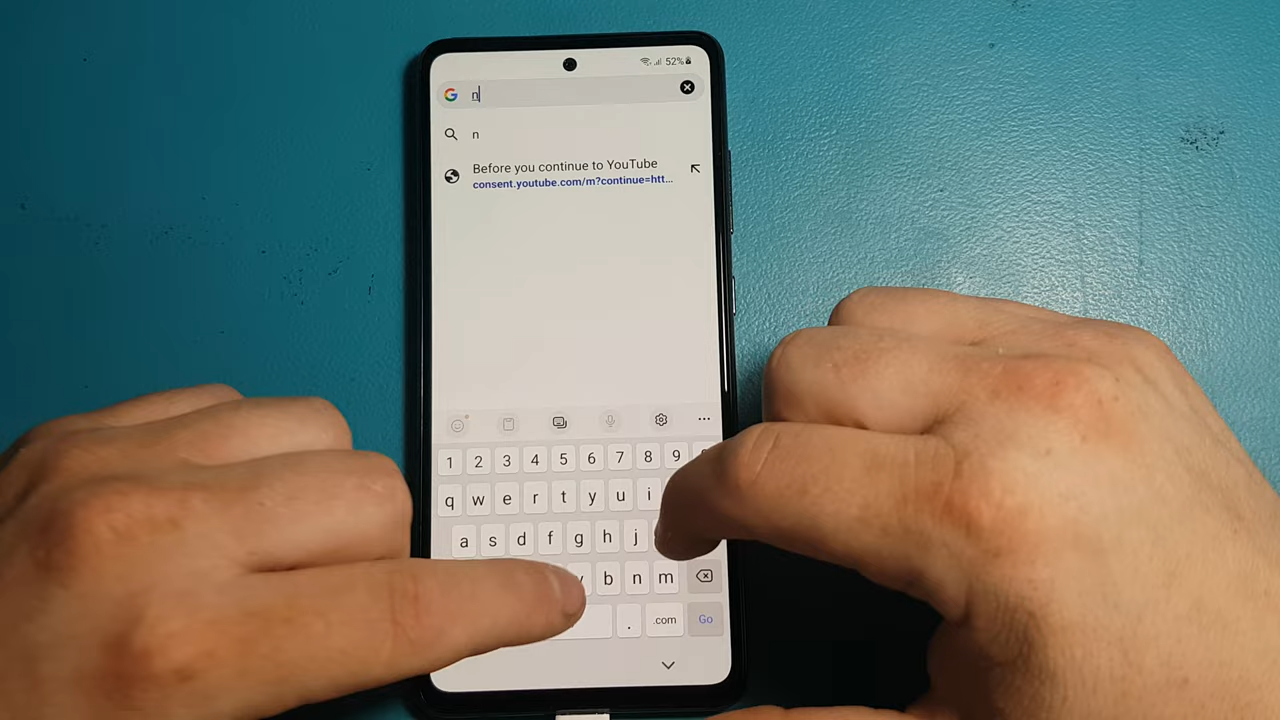 52%
n
n
Before you continue to YouTube
consent.youtube.com/m?continue=htt...
1 2 3 4 5 6 7 8 9
q w e r t y u i
a s d f g h j
b n m
. .com Go